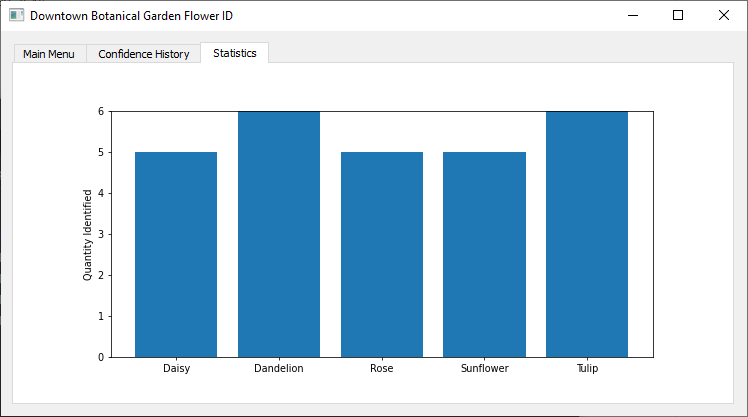 Downtown Botanical Garden Flower ID
Main Menu Confidence History Statistics
6
5
4
3
2
1
0
Quantity Identified
Daisy Dandelion Rose Sunflower Tulip